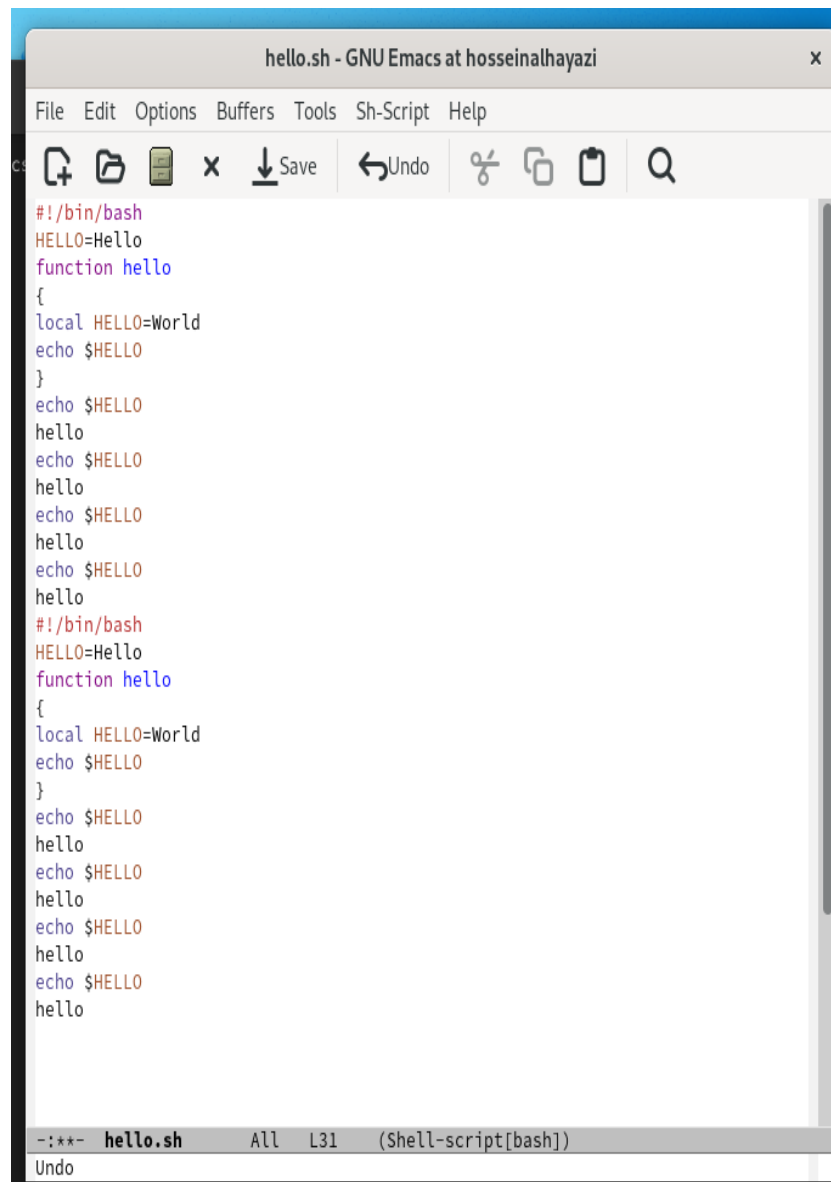 hello.sh - GNU Emacs at hosseinalhayazi x
File Edit Options Buffers Tools Sh-Script Help
cs Save Undo
#!/bin/bash
HELLO=Hello
function hello
{
local HELLO=World
echo $HELLO
}
echo $HELLO
hello
echo $HELLO
hello
echo $HELLO
hello
echo $HELLO
hello
#!/bin/bash
HELLO=Hello
function hello
{
local HELLO=World
echo $HELLO
}
echo $HELLO
hello
echo $HELLO
hello
echo $HELLO
hello
echo $HELLO
hello
-:**- hello.sh All L31 (Shell-script[bash])
Undo